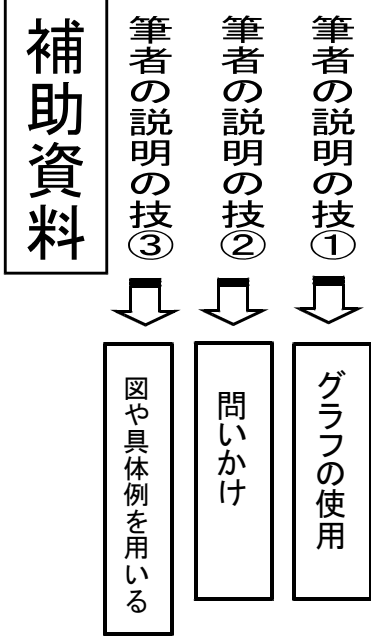 筆者の説明の技①
グラフの使用
筆者の説明の技②
問いかけ
筆者の説明の技③
図や具体例を用いる
補助資料